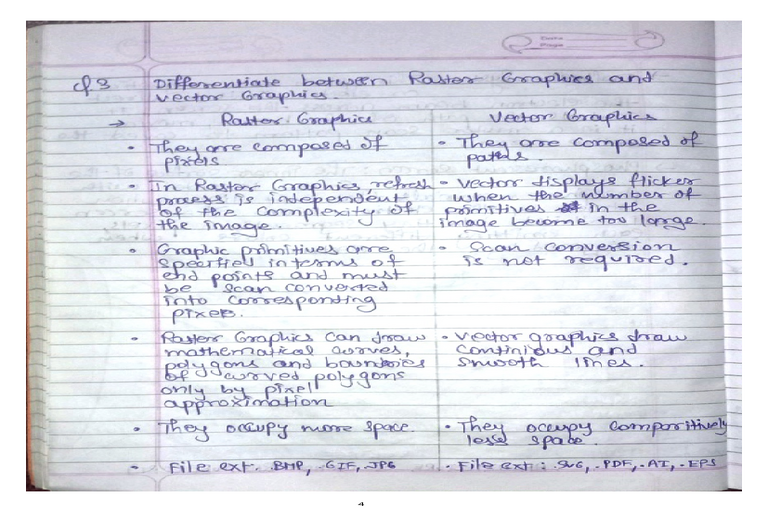 Q3 Differentiate between Raster Graphics and
Vector Graphics.
→ Raster Graphics
• They are composed of
pixels
• In Raster Graphics, refresh
process is independent
of the complexity of
the image.
• Graphic primitives are
specified in terms of
end points and must
be scan converted
into corresponding
pixels.
• Raster Graphics can draw
mathematical curves,
polygons and boundries
of curved polygons
only by pixel
approximation
• They occupy more space.
• File ext. .BMP, .GIF, .JPG
Vector Graphics
• They are composed of
paths.
• Vector displays flicker
when the number of
primitives in the
image become too large.
• Scan conversion
is not required.
• Vector graphics draw
continious and
smooth lines.
• They occupy comparitively
less space.
• File ext: .SVG, .PDF, .AI, .EPS
4